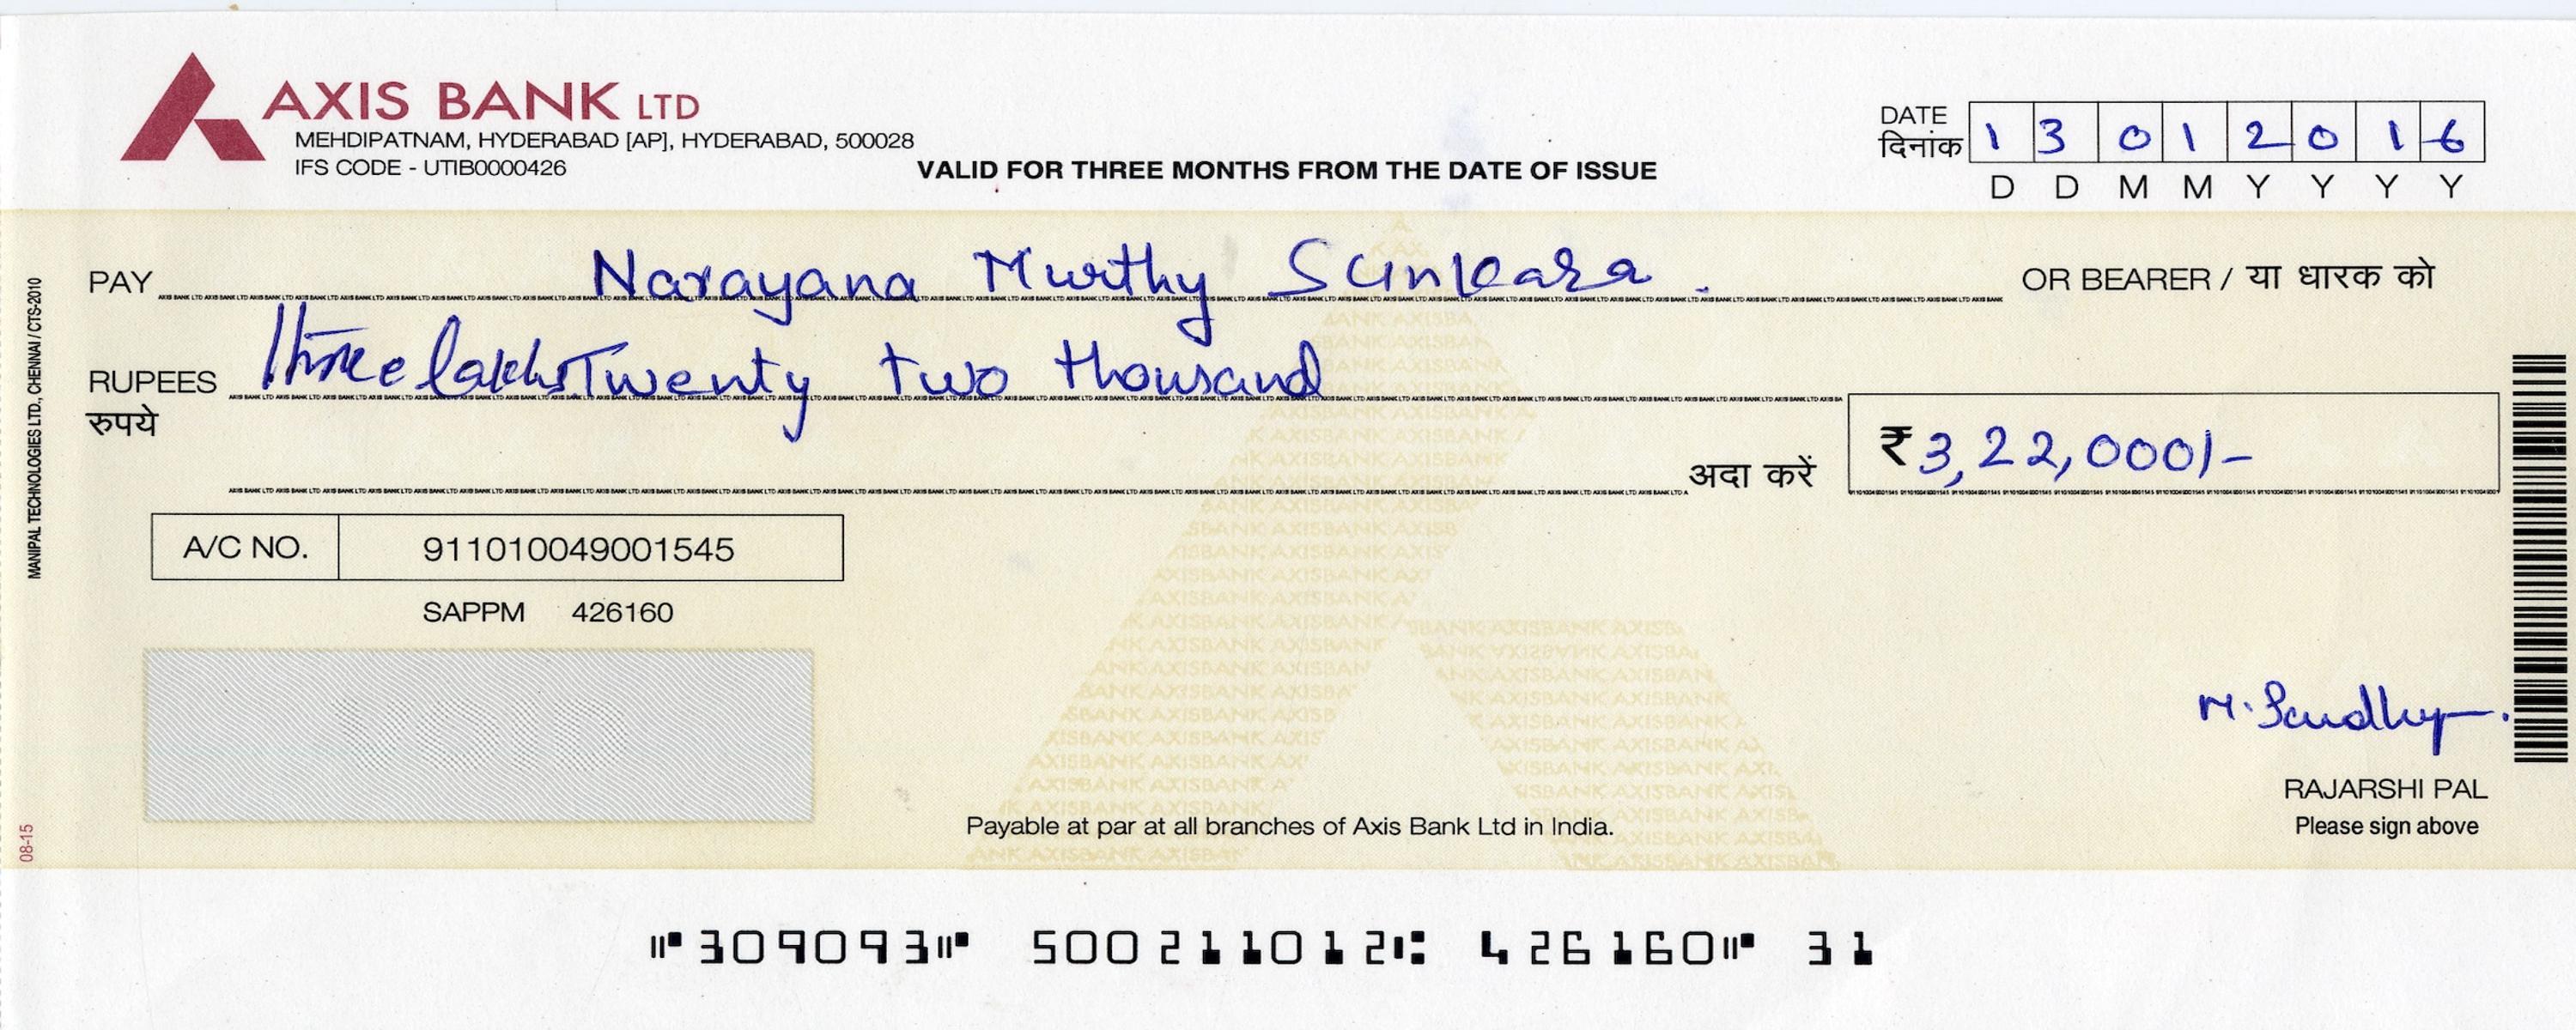 AXIS BANK LTD
MEHDIPATNAM, HYDERABAD [AP], HYDERABAD, 500028
IFS CODE - UTIB0000426
VALID FOR THREE MONTHS FROM THE DATE OF ISSUE
DATE
दिनांक
1 3 0 1 2 0 1 6
D D M M Y Y Y Y
PAY Narayana Murthy Sunkara. OR BEARER / या धारक को
RUPEES Three lakhs Twenty two thousand
रुपये
अदा करें ₹ 3,22,000/-
A/C NO. 911010049001545
SAPPM 426160
M. Sandhya
RAJARSHI PAL
Please sign above
Payable at par at all branches of Axis Bank Ltd in India.
309093 500211012 426160 31
MANIPAL TECHNOLOGIES LTD., CHENNAI / CTS-2010
08-15